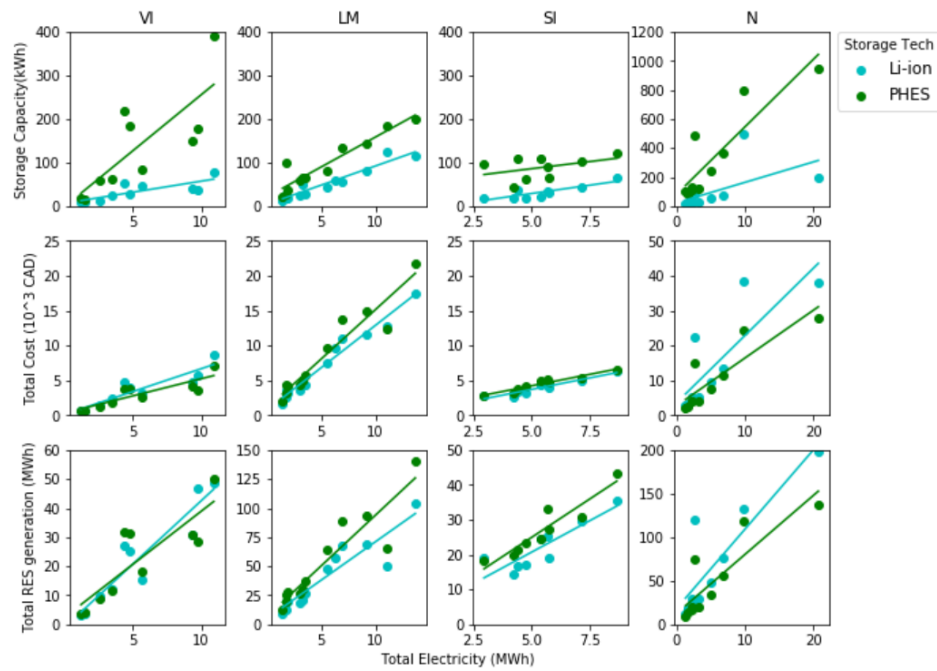 VI LM SI N
Storage Capacity(kWh)
400 300 200 100 0
5 10
400 300 200 100 0
5 10
400 300 200 100 0
2.5 5.0 7.5
1200 1000 800 600 400 200 0
0 10 20
Storage Tech
Li-ion
PHES
Total Cost (10^3 CAD)
25 20 15 10 5 0
5 10
25 20 15 10 5 0
5 10
25 20 15 10 5 0
2.5 5.0 7.5
50 40 30 20 10 0
0 10 20
Total RES generation (MWh)
60 50 40 30 20 10 0
5 10
150 125 100 75 50 25 0
5 10
50 40 30 20 10 0
2.5 5.0 7.5
200 150 100 50 0
0 10 20
Total Electricity (MWh)